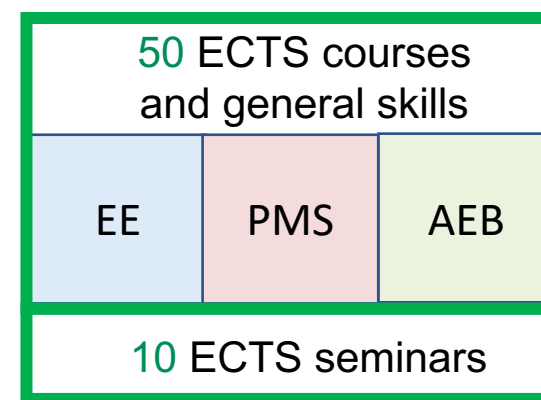 50 ECTS courses
and general skills
EE PMS AEB
10 ECTS seminars